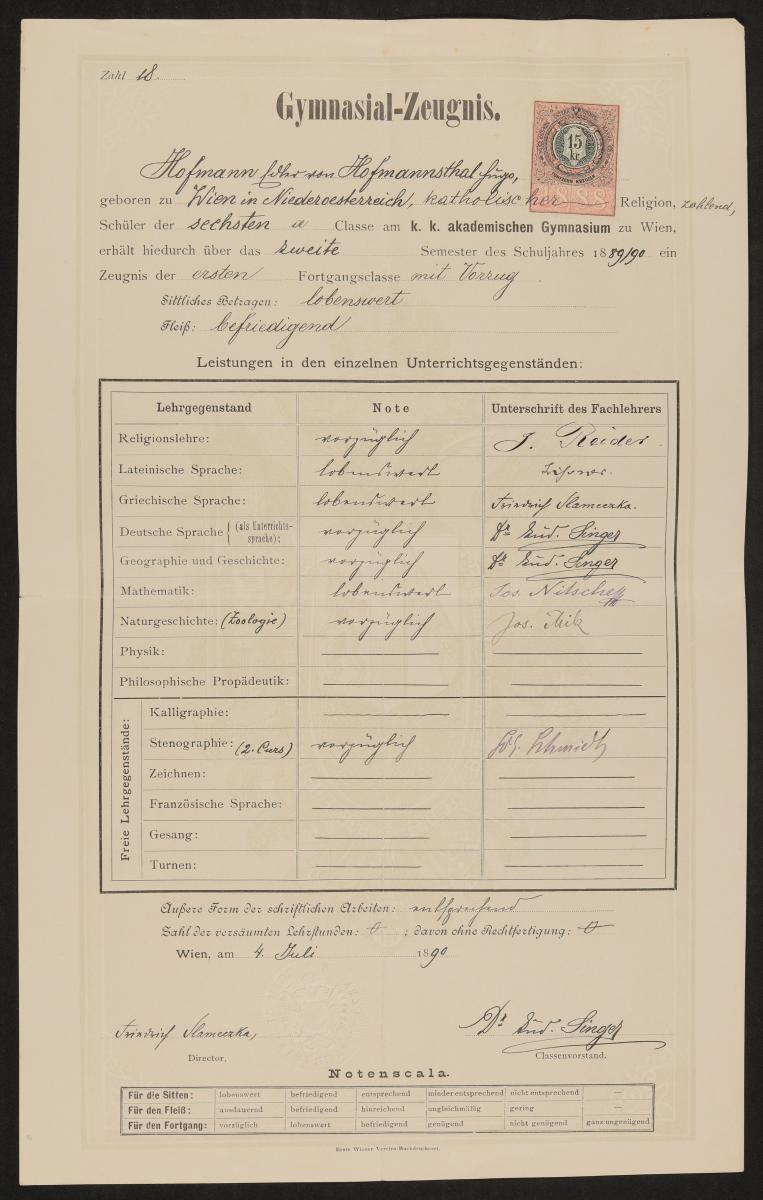 Zahl 18.
Gymnasial-Zeugnis.
15
kr.
1888
Hofmann Edler von Hofmannsthal Hugo,
geboren zu Wien in Niederoesterreich, katholischer Religion, zahlend,
Schüler der sechsten a Classe am k. k. akademischen Gymnasium zu Wien,
erhält hiedurch über das zweite Semester des Schuljahres 1889/90 ein
Zeugnis der ersten Fortgangsclasse mit Vorzug.
Sittliches Betragen: lobenswert
Fleiß: befriedigend
Leistungen in den einzelnen Unterrichtsgegenständen:
Lehrgegenstand Note Unterschrift des Fachlehrers
Religionslehre: vorzüglich J. Reider.
Lateinische Sprache: lobenswert
Griechische Sprache: lobenswert Friedrich Slameczka.
Deutsche Sprache (als Unterrichtssprache): vorzüglich Dr Lud. Singer
Geographie und Geschichte: vorzüglich Dr Lud. Singer
Mathematik: lobenswert Jos. Nitsche
Naturgeschichte: (Zoologie) vorzüglich Jos. Mik
Physik:
Philosophische Propädeutik:
Freie Lehrgegenstände:
Kalligraphie:
Stenographie: (2. Curs) vorzüglich Schmidt
Zeichnen:
Französische Sprache:
Gesang:
Turnen:
Äußere Form der schriftlichen Arbeiten: entsprechend
Zahl der versäumten Lehrstunden: 0 ; davon ohne Rechtfertigung: 0
Wien, am 4. Juli 1890
Friedrich Slameczka, Dr Lud. Singer
Director. Classenvorstand.
Notenscala.
Für die Sitten: lobenswert befriedigend entsprechend minder entsprechend nicht entsprechend —
Für den Fleiß: ausdauernd befriedigend hinreichend ungleichmäßig gering —
Für den Fortgang: vorzüglich lobenswert befriedigend genügend nicht genügend ganz ungenügend
Erste Wiener Vereins-Buchdruckerei.